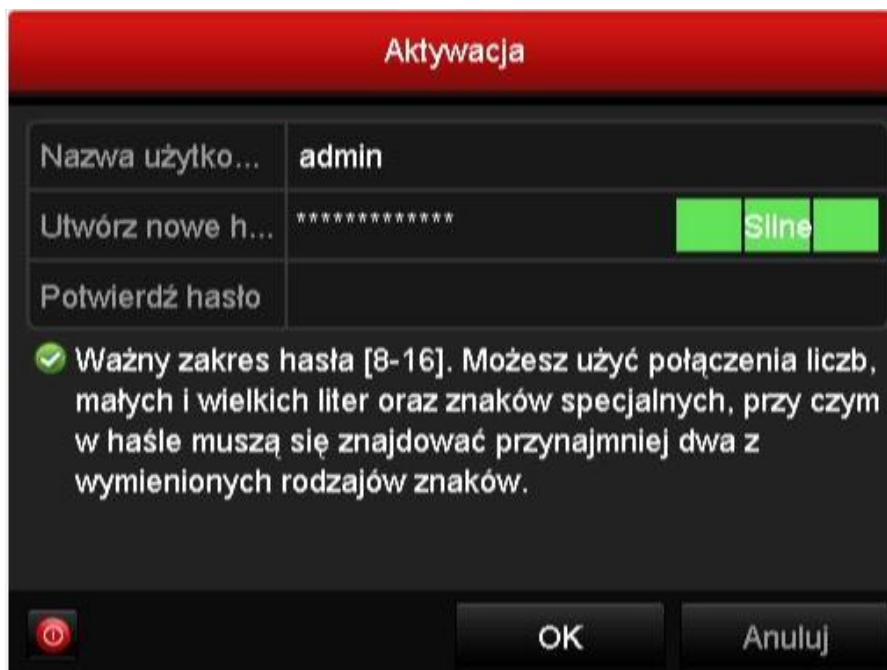 Aktywacja
Nazwa użytko...
admin
Utwórz nowe h...
*************
Silne
Potwierdź hasło
Ważny zakres hasła [8-16]. Możesz użyć połączenia liczb,
małych i wielkich liter oraz znaków specjalnych, przy czym
w haśle muszą się znajdować przynajmniej dwa z
wymienionych rodzajów znaków.
OK
Anuluj